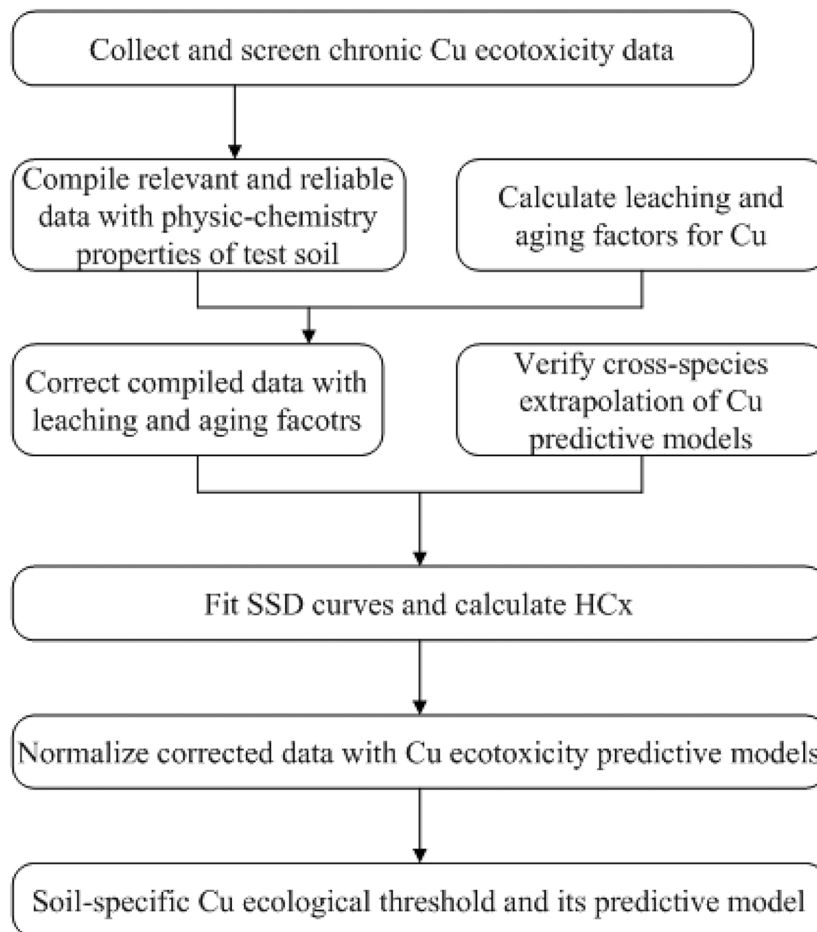 Collect and screen chronic Cu ecotoxicity data
Compile relevant and reliable
data with physic-chemistry
properties of test soil
Calculate leaching and
aging factors for Cu
Correct compiled data with
leaching and aging facotrs
Verify cross-species
extrapolation of Cu
predictive models
Fit SSD curves and calculate HCx
Normalize corrected data with Cu ecotoxicity predictive models
Soil-specific Cu ecological threshold and its predictive model